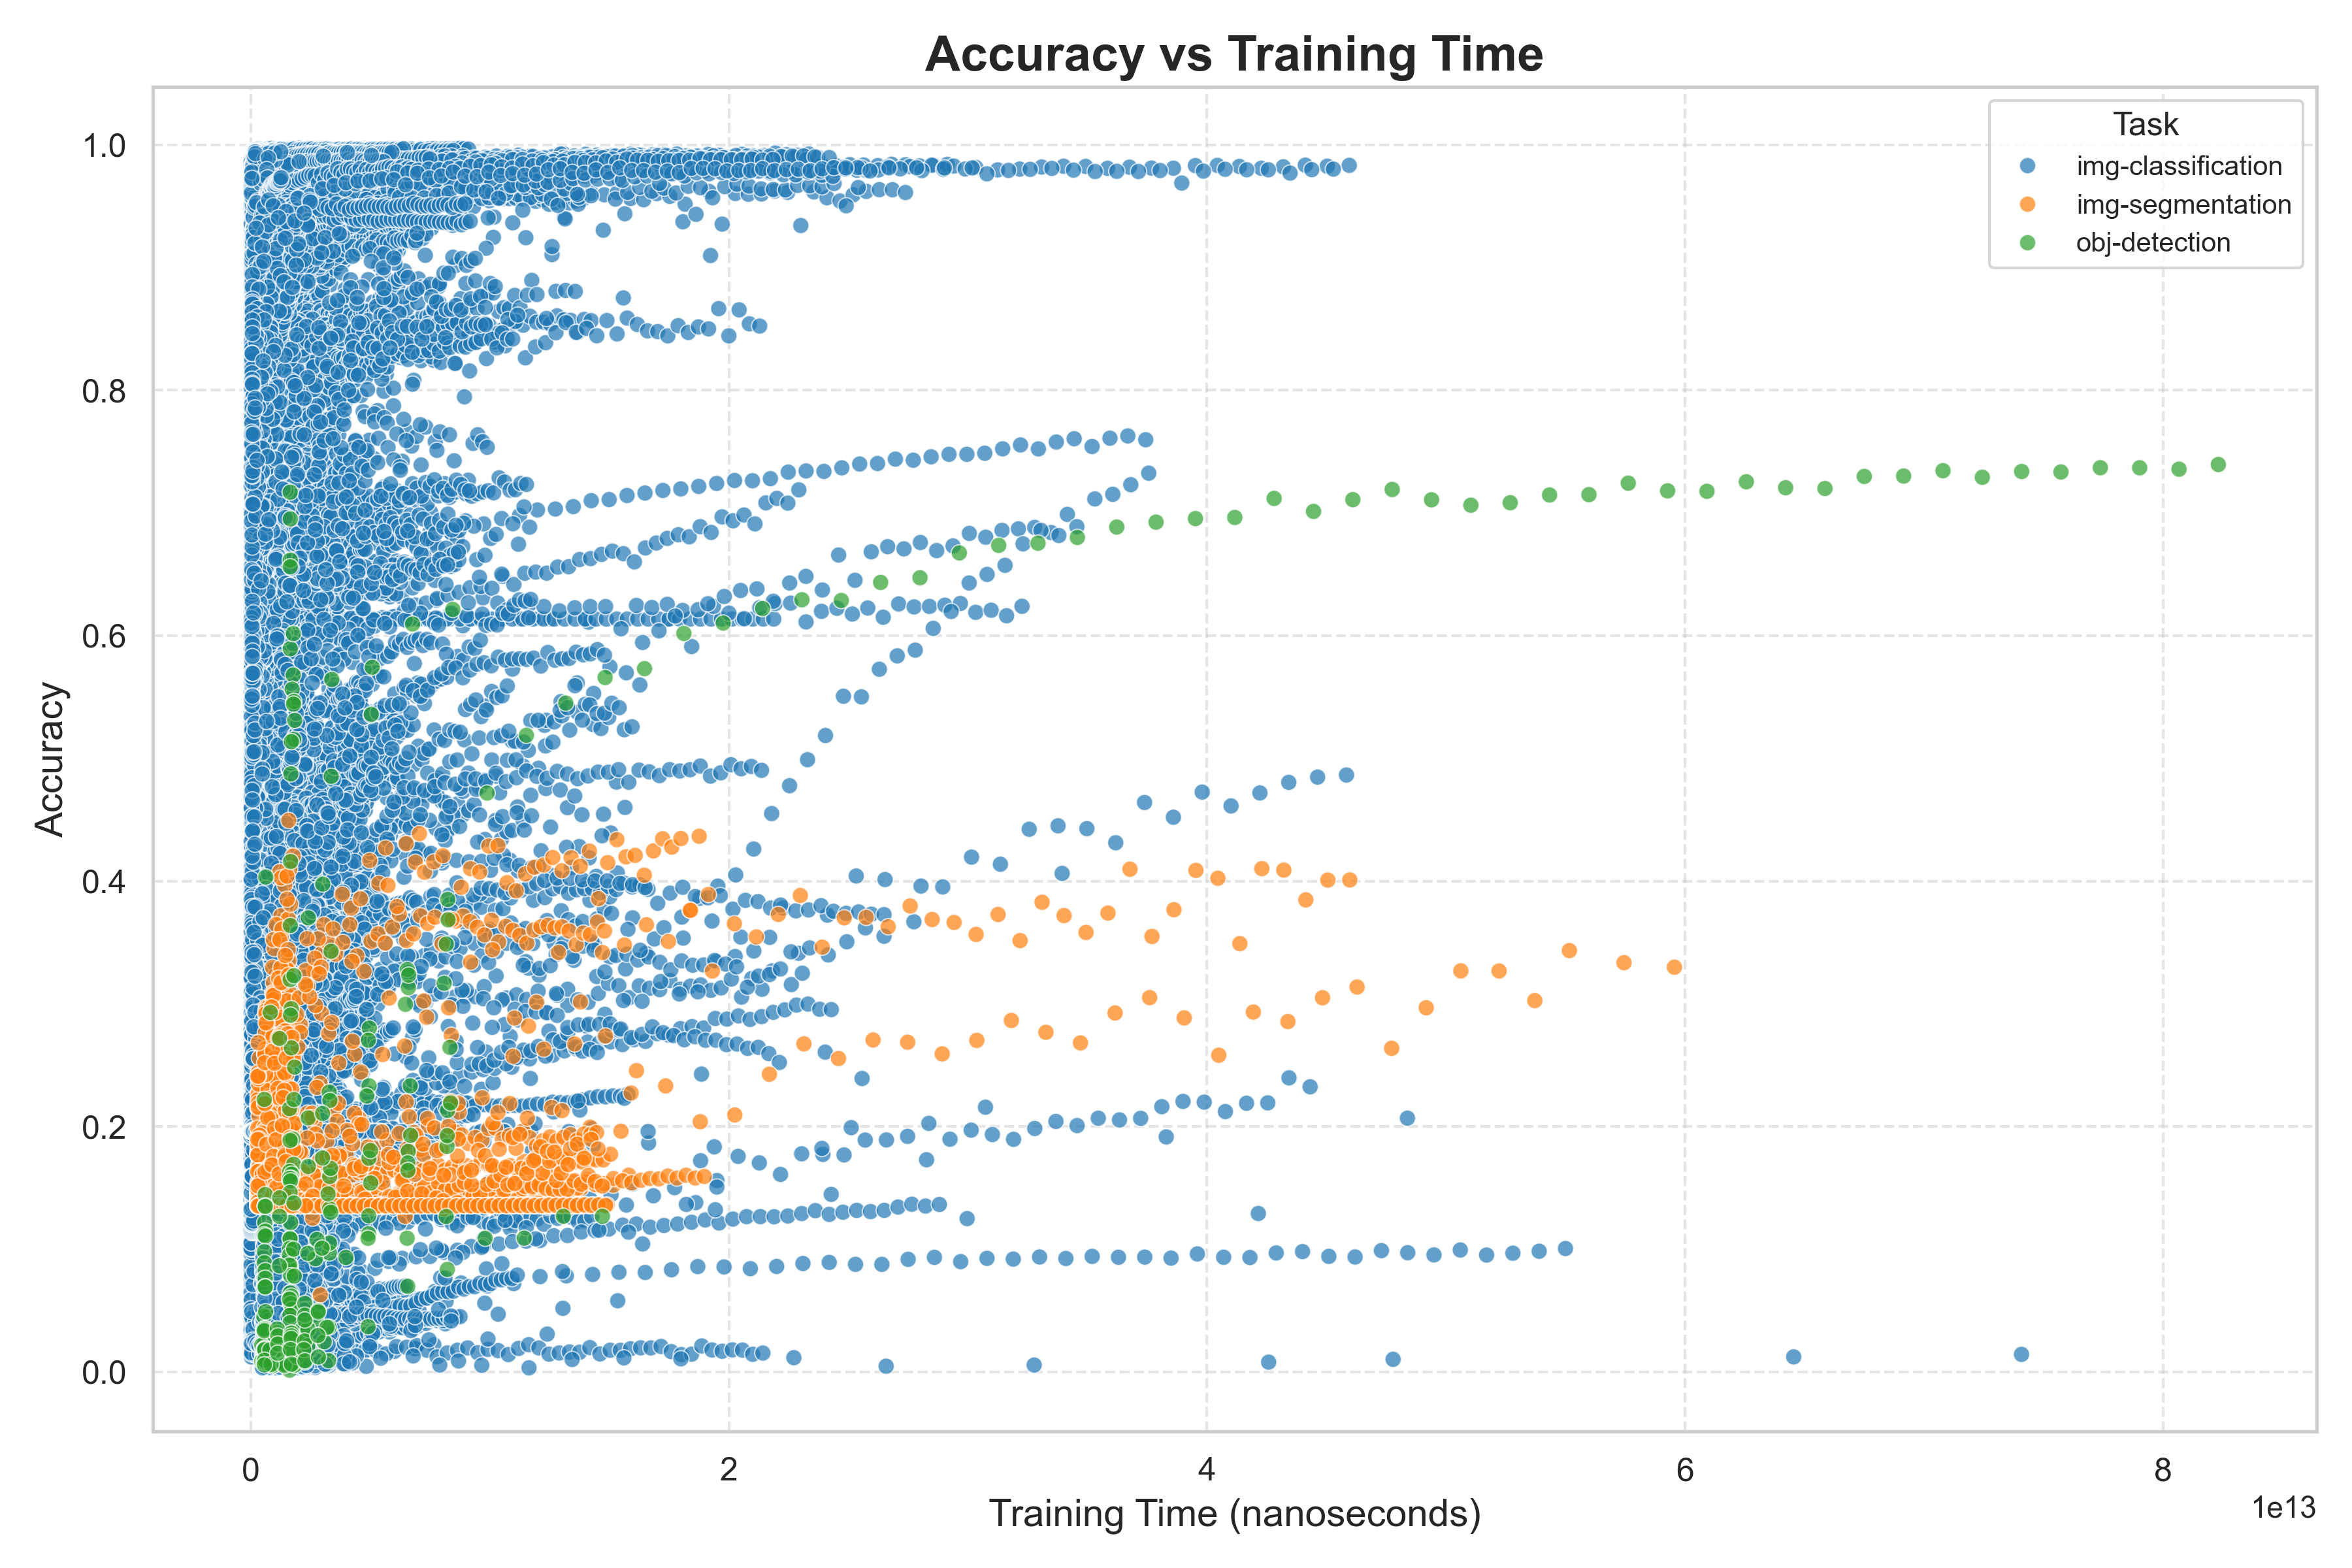 Accuracy vs Training Time
Task
img-classification
img-segmentation
obj-detection
1.0
0.8
0.6
0.4
0.2
0.0
Accuracy
0 2 4 6 8
1e13
Training Time (nanoseconds)